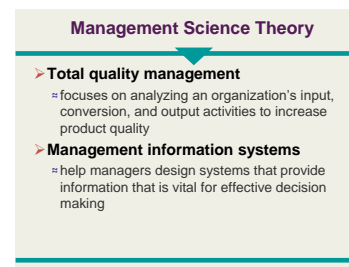 Management Science Theory
➢Total quality management
≈focuses on analyzing an organization's input,
conversion, and output activities to increase
product quality
➢Management information systems
≈help managers design systems that provide
information that is vital for effective decision
making